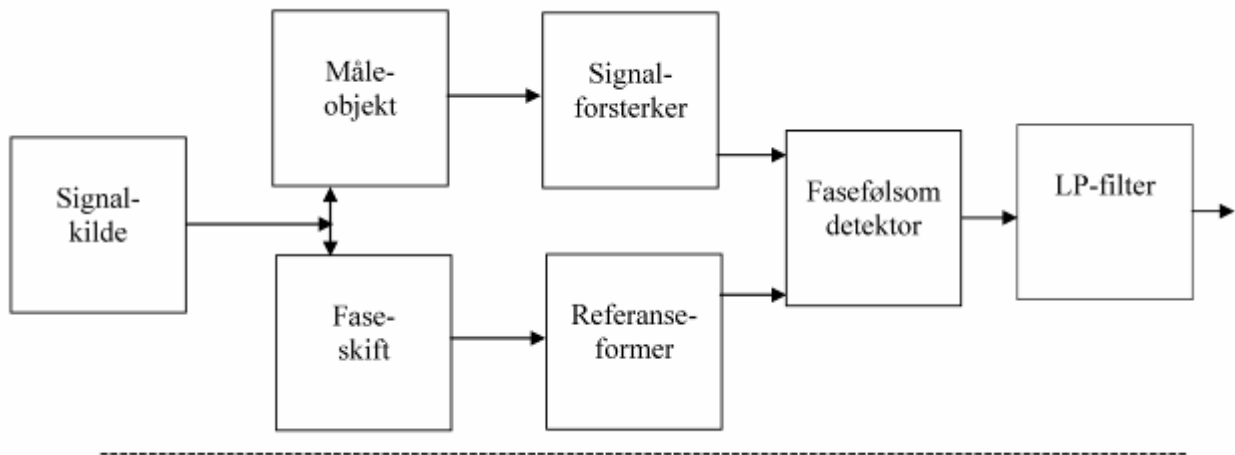 Signal-
kilde
Måle-
objekt
Signal-
forsterker
Fase-
skift
Referanse-
former
Fasefølsom
detektor
LP-filter